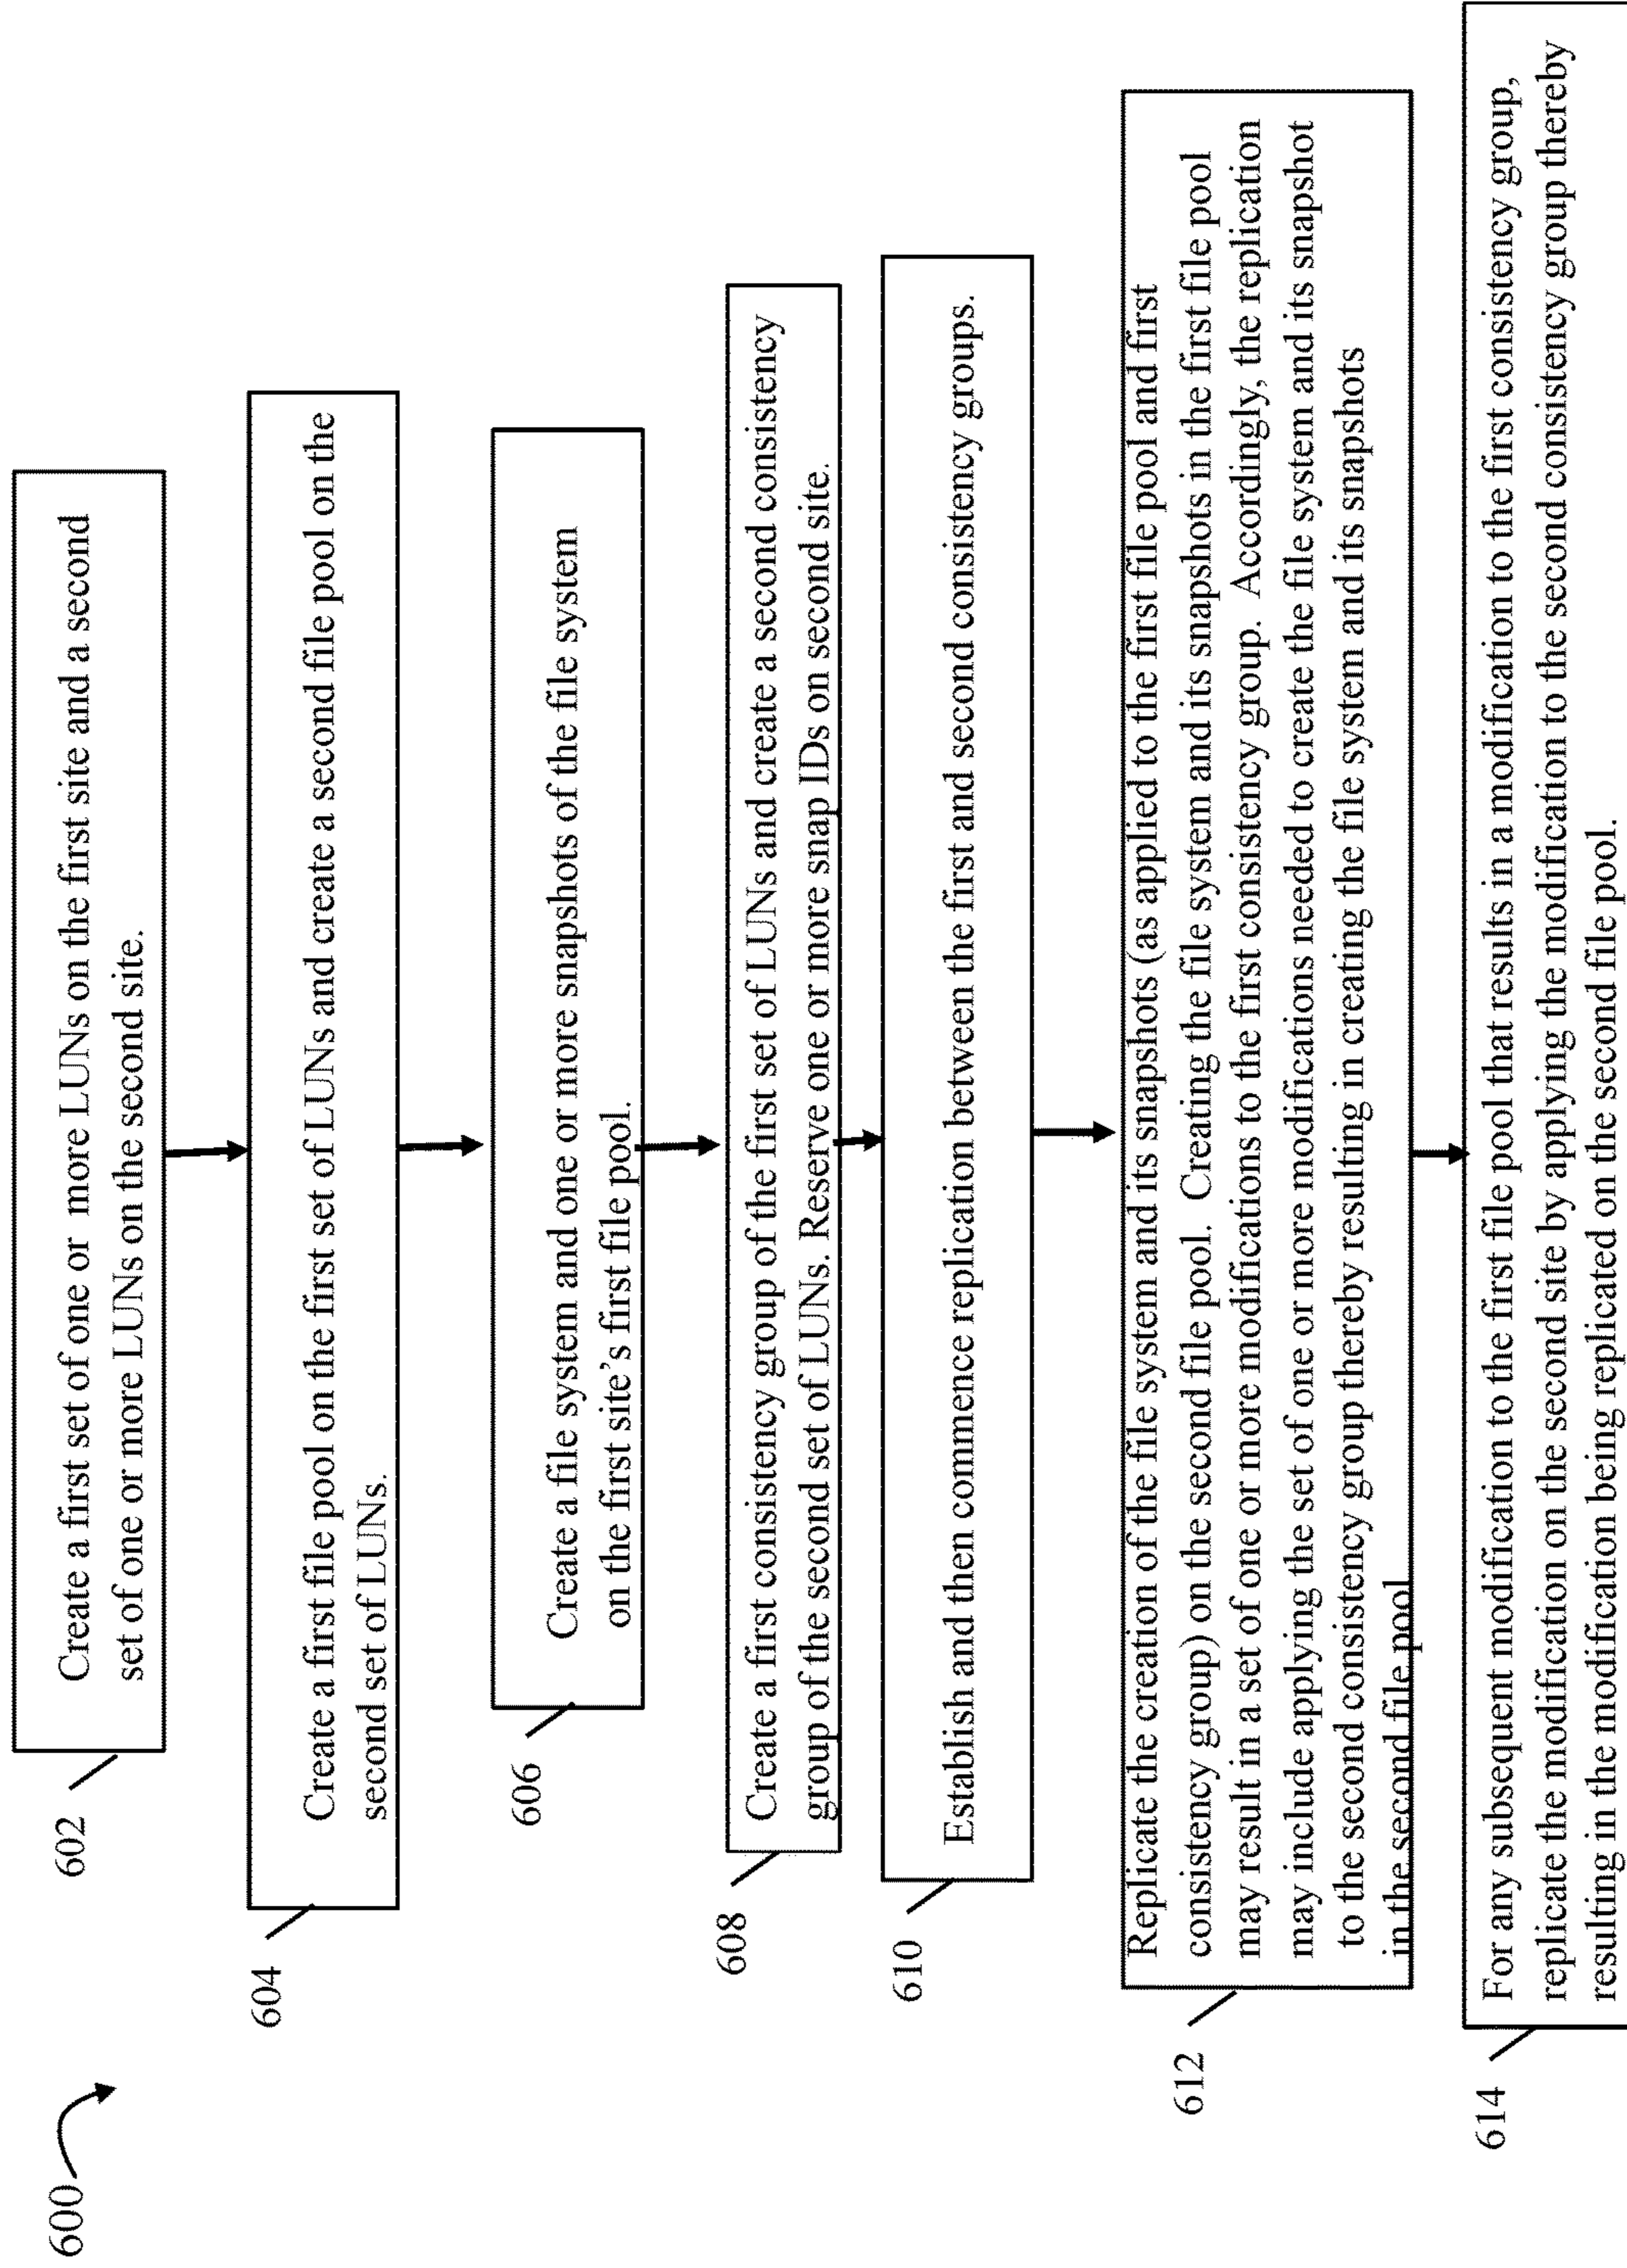 600
602
Create a first set of one or more LUNs on the first site and a second
set of one or more LUNs on the second site.
604
Create a first file pool on the first set of LUNs and create a second file pool on the
second set of LUNs.
606
Create a file system and one or more snapshots of the file system
on the first site’s first file pool.
608
Create a first consistency group of the first set of LUNs and create a second consistency
group of the second set of LUNs. Reserve one or more snap IDs on second site.
610
Establish and then commence replication between the first and second consistency groups.
612
Replicate the creation of the file system and its snapshots (as applied to the first file pool and first
consistency group) on the second file pool. Creating the file system and its snapshots in the first file pool
may result in a set of one or more modifications to the first consistency group. Accordingly, the replication
may include applying the set of one or more modifications needed to create the file system and its snapshot
to the second consistency group thereby resulting in creating the file system and its snapshots
in the second file pool
614
For any subsequent modification to the first file pool that results in a modification to the first consistency group,
replicate the modification on the second site by applying the modification to the second consistency group thereby
resulting in the modification being replicated on the second file pool.